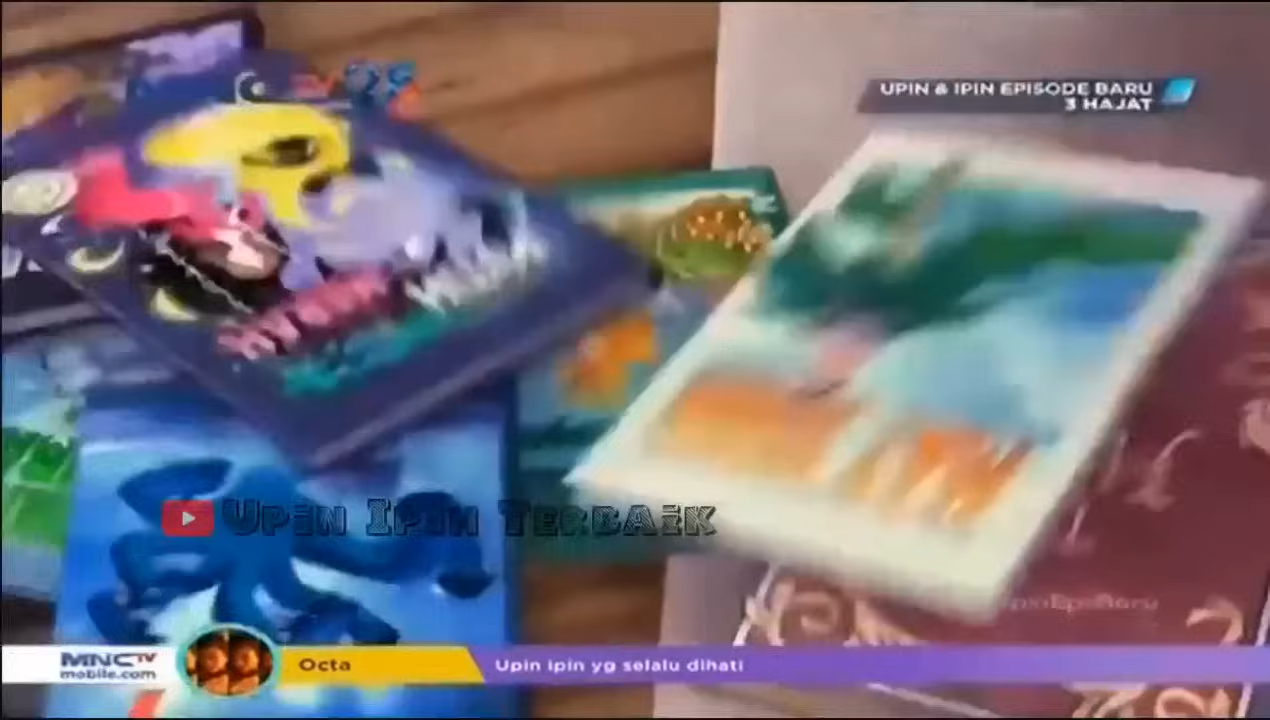 UPIN & IPIN EPISODE BARU
3 HAJAT
Upin Ipin Terbaik
MNCTV
mobile.com
Octa
Upin ipin yg selalu dihati